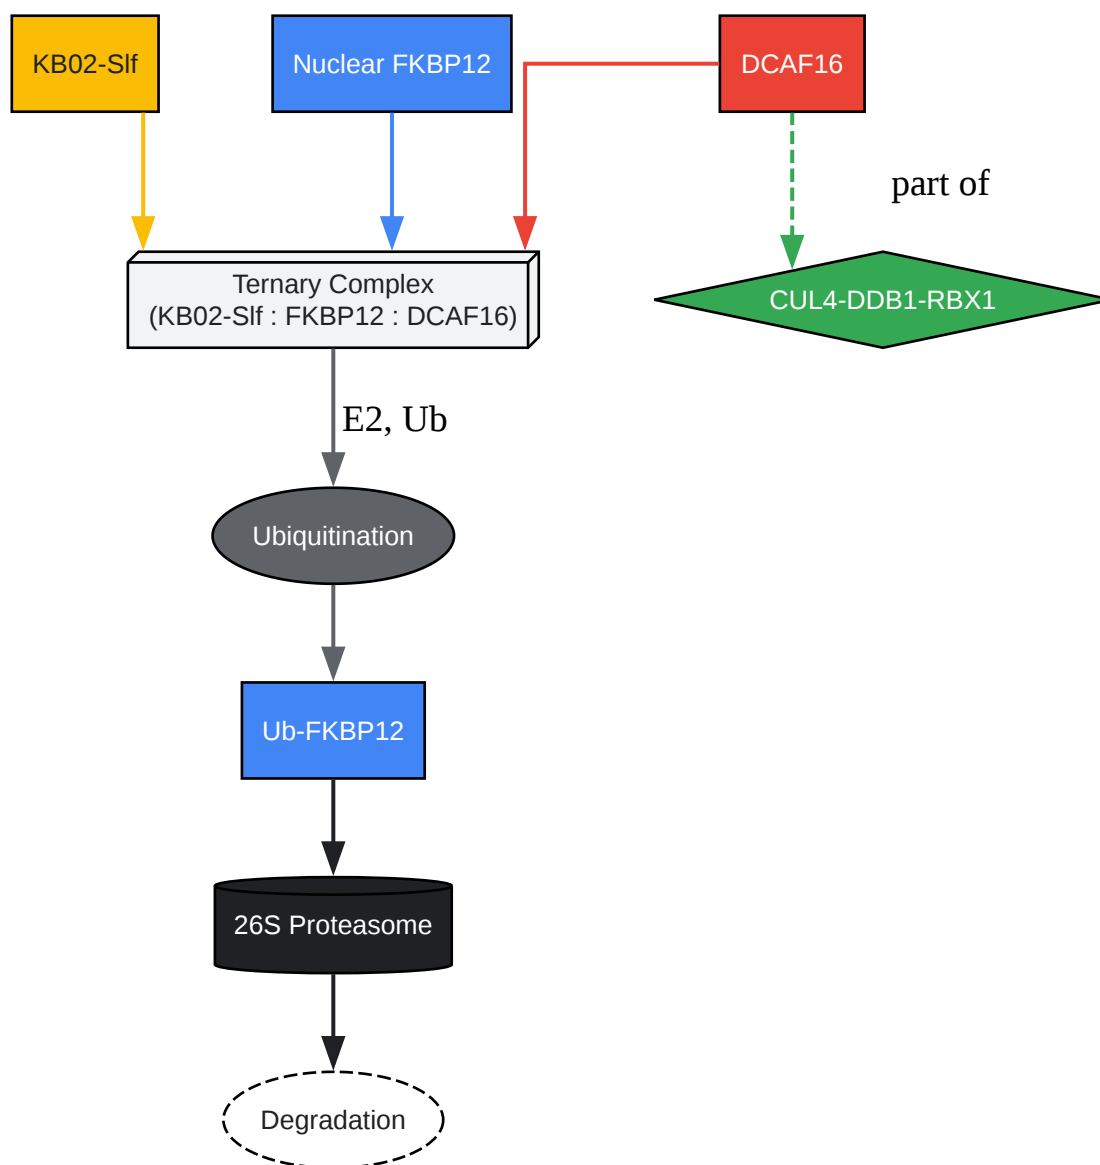 KB02-Slf
Nuclear FKBP12
DCAF16
part of
Ternary Complex
(KB02-Slf : FKBP12 : DCAF16)
CUL4-DDB1-RBX1
E2, Ub
Ubiquitination
Ub-FKBP12
26S Proteasome
Degradation